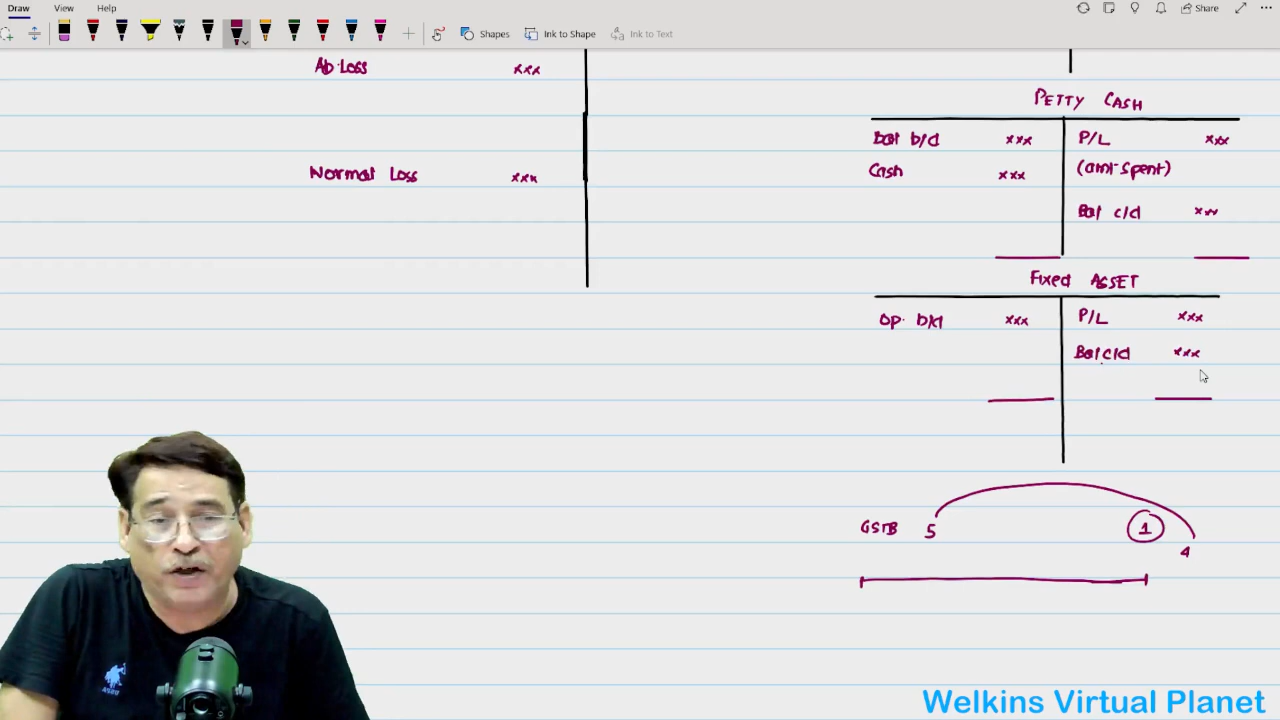 Draw View Help
Share
Shapes Ink to Shape Ink to Text
Ab. Loss xxx
Normal Loss xxx
PETTY CASH
Bal b/d xxx P/L xxx
Cash xxx (amt spent)
Bal c/d xxx
Fixed ASSET
Op. b/d xxx P/L xxx
Bal c/d xxx
5 1
4
Welkins Virtual Planet